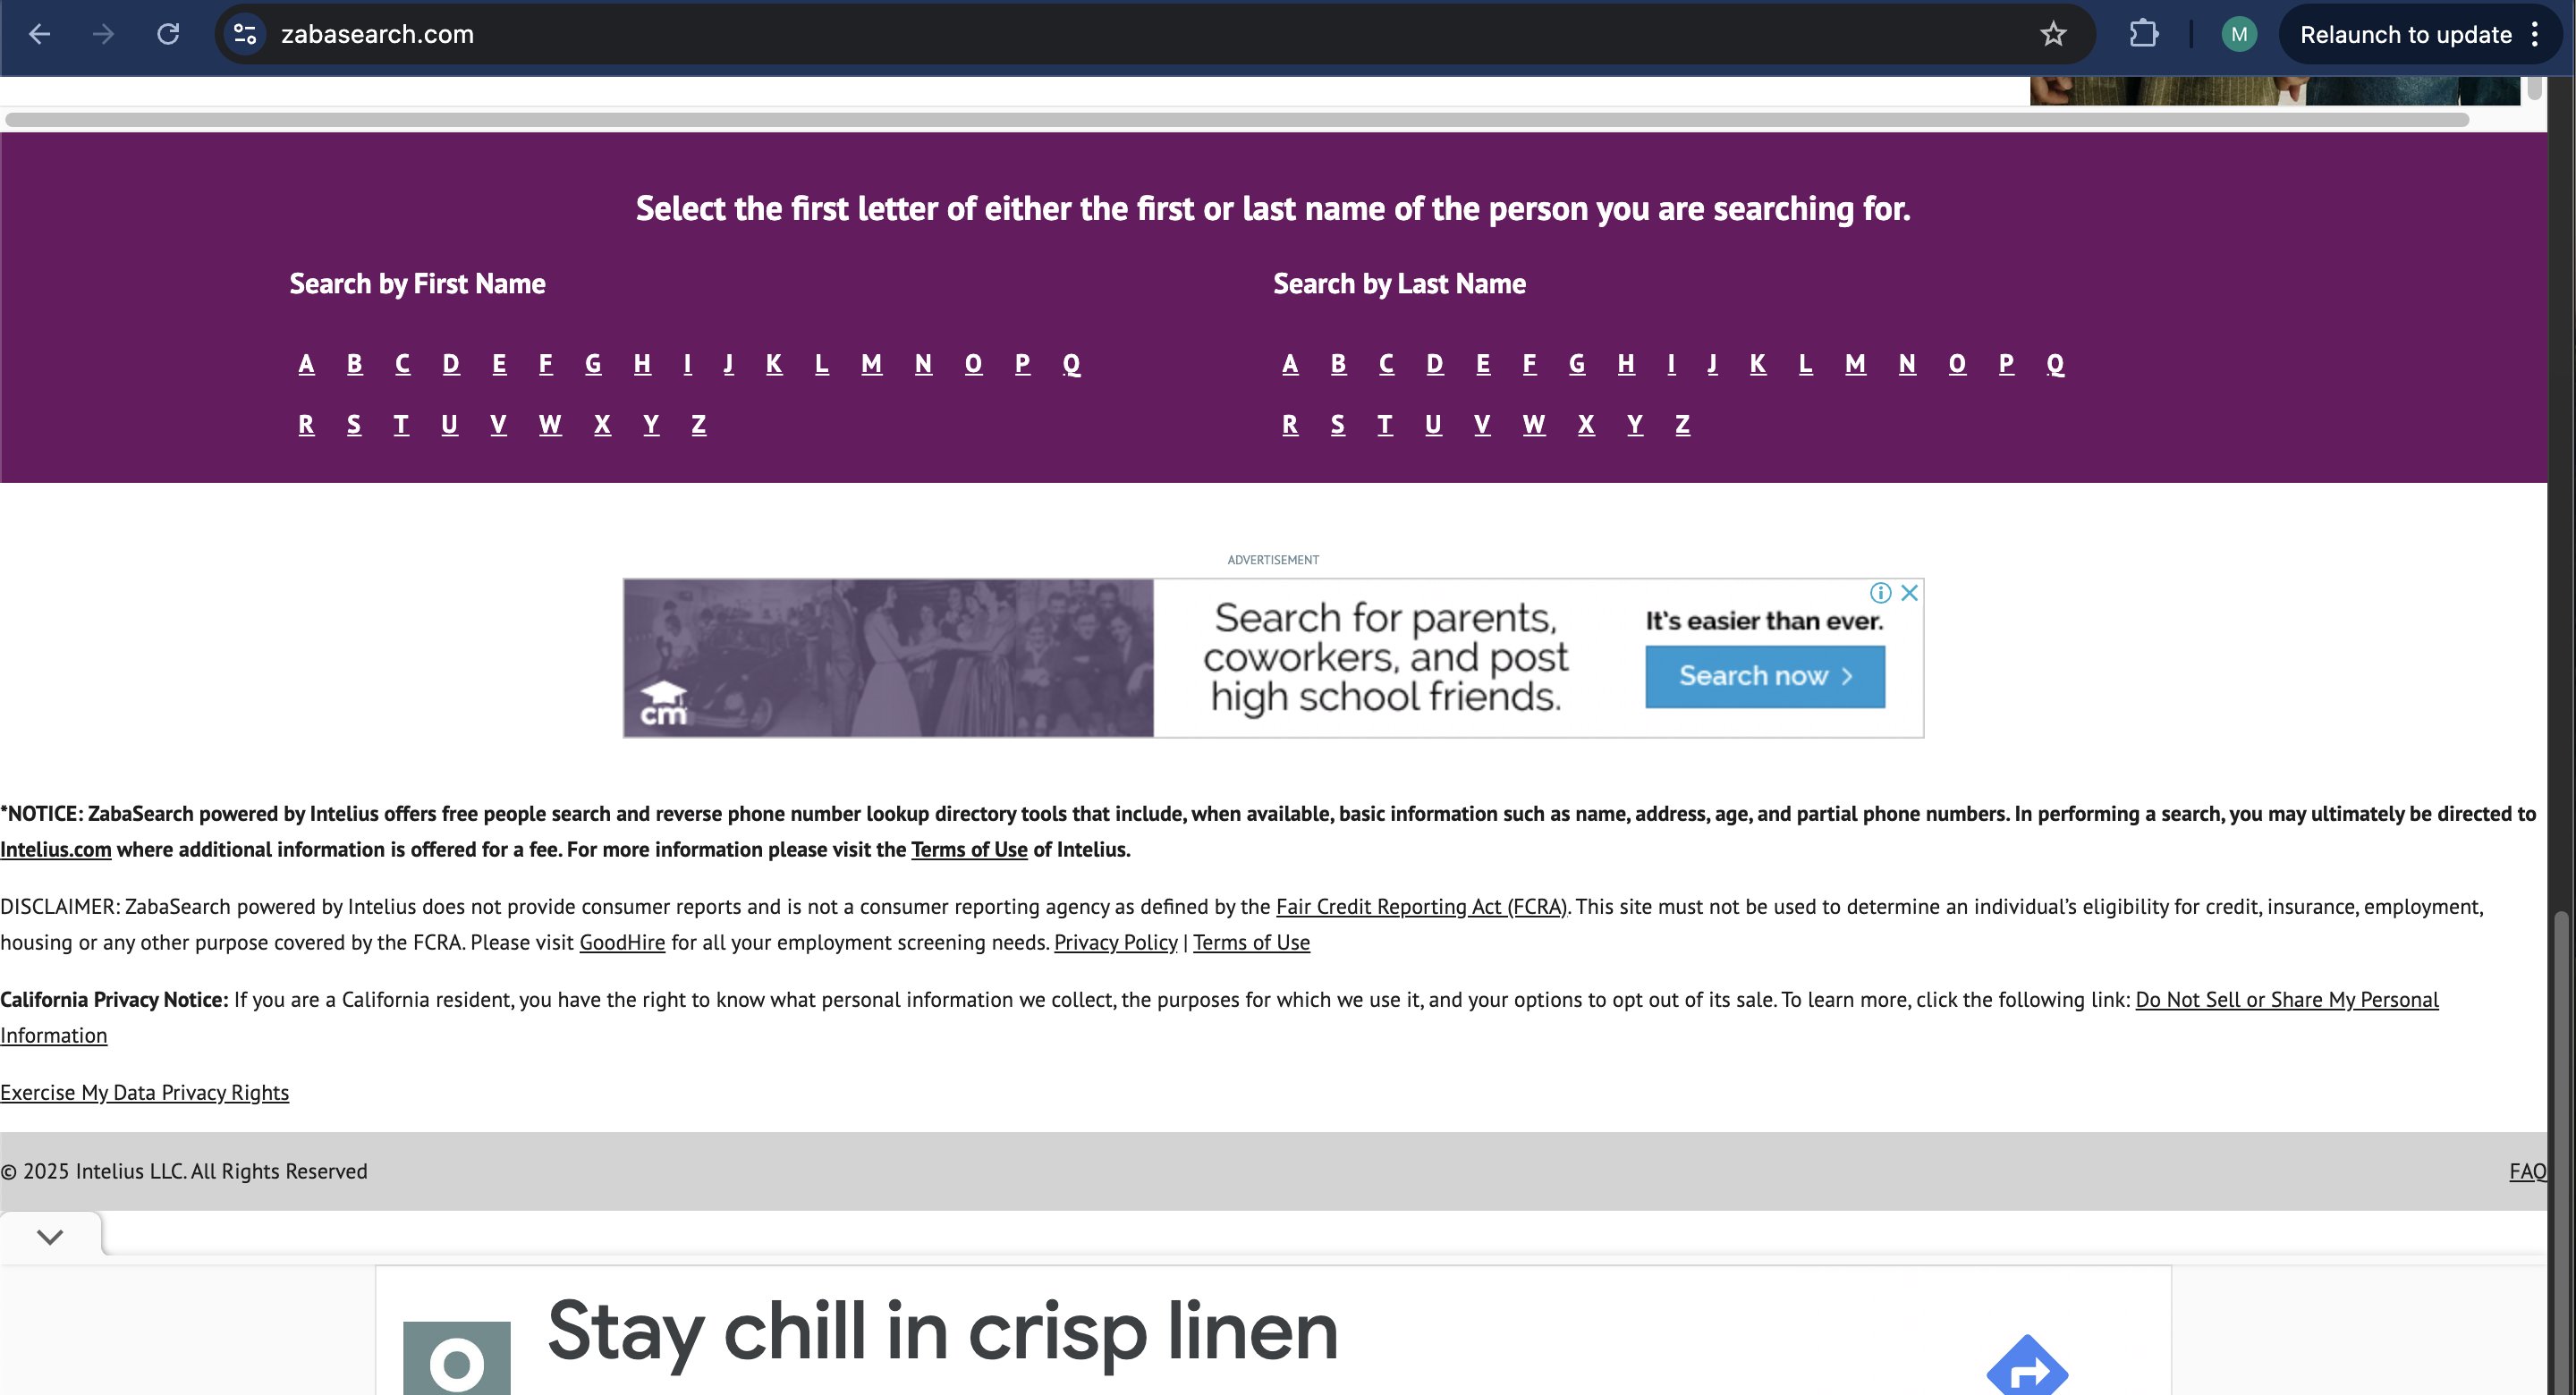 zabasearch.com
M
Relaunch to update
Select the first letter of either the first or last name of the person you are searching for.
Search by First Name
A B C D E F G H I J K L M N O P Q
R S T U V W X Y Z
Search by Last Name
A B C D E F G H I J K L M N O P Q
R S T U V W X Y Z
ADVERTISEMENT
cm
Search for parents,
coworkers, and post
high school friends.
It's easier than ever.
Search now >
*NOTICE: ZabaSearch powered by Intelius offers free people search and reverse phone number lookup directory tools that include, when available, basic information such as name, address, age, and partial phone numbers. In performing a search, you may ultimately be directed to
Intelius.com where additional information is offered for a fee. For more information please visit the Terms of Use of Intelius.
DISCLAIMER: ZabaSearch powered by Intelius does not provide consumer reports and is not a consumer reporting agency as defined by the Fair Credit Reporting Act (FCRA). This site must not be used to determine an individual’s eligibility for credit, insurance, employment,
housing or any other purpose covered by the FCRA. Please visit GoodHire for all your employment screening needs. Privacy Policy | Terms of Use
California Privacy Notice: If you are a California resident, you have the right to know what personal information we collect, the purposes for which we use it, and your options to opt out of its sale. To learn more, click the following link: Do Not Sell or Share My Personal
Information
Exercise My Data Privacy Rights
© 2025 Intelius LLC. All Rights Reserved
FAQ
Stay chill in crisp linen
O